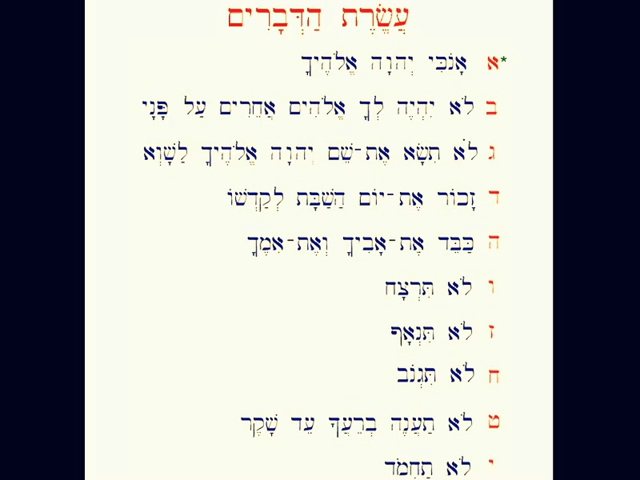 עֲשֶׂרֶת הַדְּבָרִים
*א אָנֹכִי יְהוָה אֱלֹהֶיךָ
ב לֹא יִהְיֶה לְךָ אֱלֹהִים אֲחֵרִים עַל פָּנָי
ג לֹא תִשָּׂא אֶת-שֵׁם יְהוָה אֱלֹהֶיךָ לַשָּׁוְא
ד זָכוֹר אֶת-יוֹם הַשַּׁבָּת לְקַדְּשׁוֹ
ה כַּבֵּד אֶת-אָבִיךָ וְאֶת-אִמֶּךָ
ו לֹא תִּרְצָח
ז לֹא תִּנְאָף
ח לֹא תִּגְנֹב
ט לֹא תַעֲנֶה בְרֵעֲךָ עֵד שָׁקֶר
י לֹא תַחְמֹד